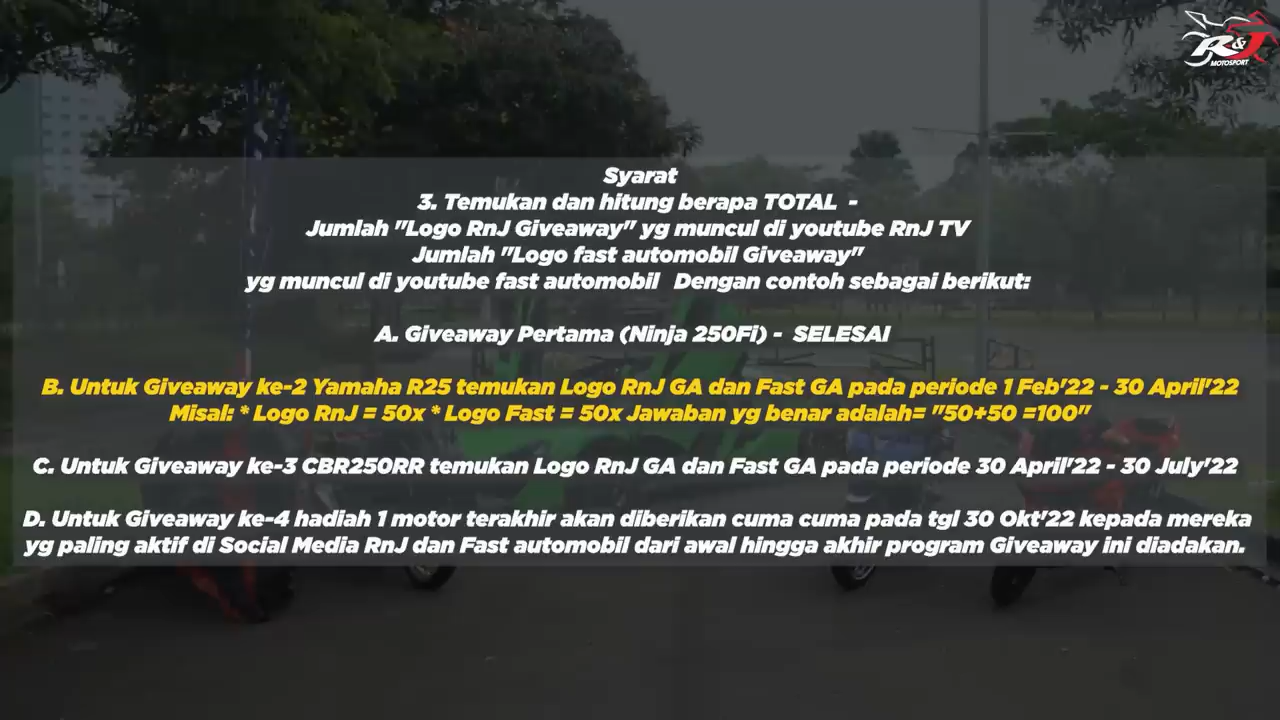 R&J
MOTOSPORT
Syarat
3. Temukan dan hitung berapa TOTAL -
Jumlah "Logo RnJ Giveaway" yg muncul di youtube RnJ TV
Jumlah "Logo fast automobil Giveaway"
yg muncul di youtube fast automobil Dengan contoh sebagai berikut:
A. Giveaway Pertama (Ninja 250Fi) - SELESAI
B. Untuk Giveaway ke-2 Yamaha R25 temukan Logo RnJ GA dan Fast GA pada periode 1 Feb'22 - 30 April'22
Misal: * Logo RnJ = 50x * Logo Fast = 50x Jawaban yg benar adalah= "50+50 =100"
C. Untuk Giveaway ke-3 CBR250RR temukan Logo RnJ GA dan Fast GA pada periode 30 April'22 - 30 July'22
D. Untuk Giveaway ke-4 hadiah 1 motor terakhir akan diberikan cuma cuma pada tgl 30 Okt'22 kepada mereka
yg paling aktif di Social Media RnJ dan Fast automobil dari awal hingga akhir program Giveaway ini diadakan.